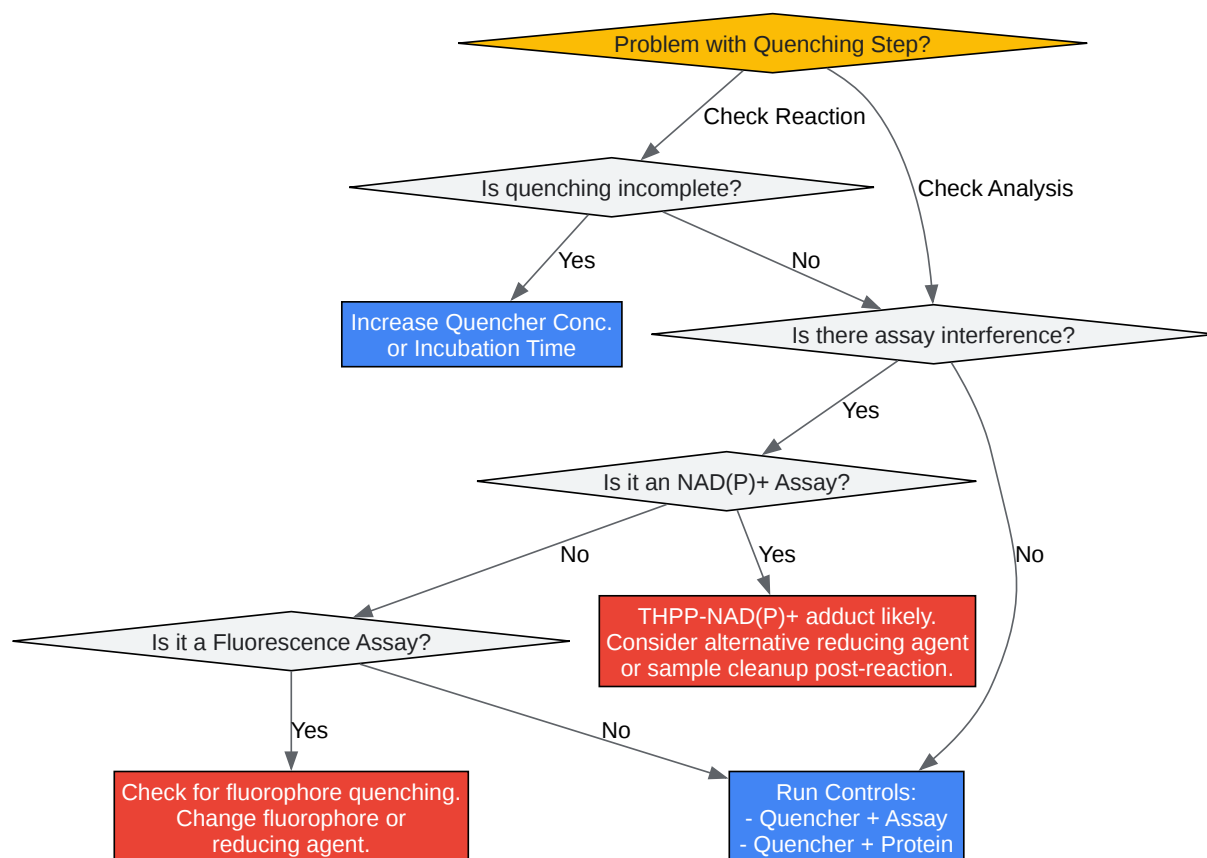 Problem with Quenching Step?
Check Reaction
Is quenching incomplete?
Check Analysis
Yes
No
Increase Quencher Conc.
or Incubation Time
Is there assay interference?
Yes
Is it an NAD(P)+ Assay?
No
Yes
No
THPP-NAD(P)+ adduct likely.
Consider alternative reducing agent
or sample cleanup post-reaction.
Is it a Fluorescence Assay?
Yes
No
Check for fluorophore quenching.
Change fluorophore or
reducing agent.
Run Controls:
- Quencher + Assay
- Quencher + Protein